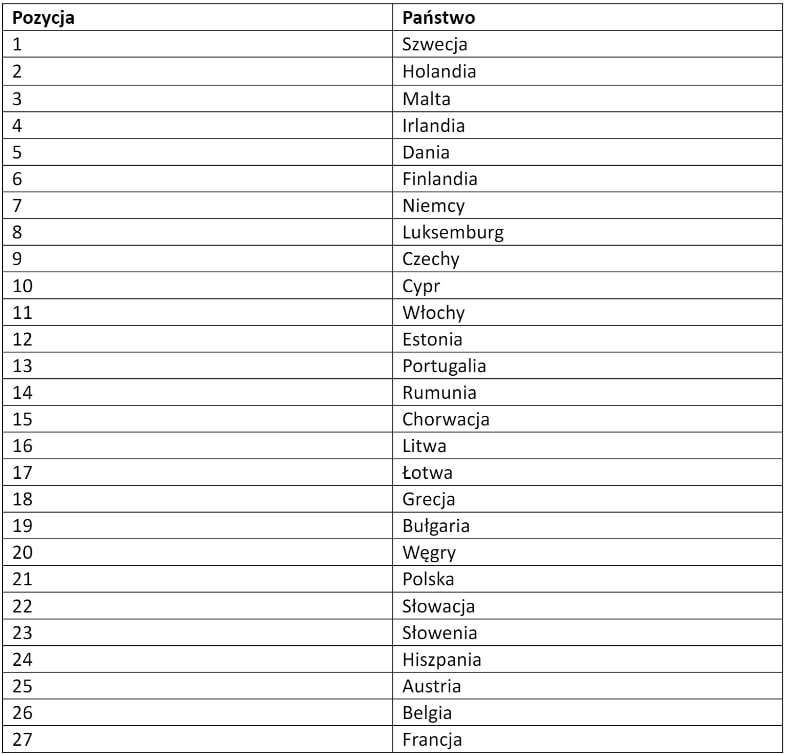 Pozycja Państwo
1 Szwecja
2 Holandia
3 Malta
4 Irlandia
5 Dania
6 Finlandia
7 Niemcy
8 Luksemburg
9 Czechy
10 Cypr
11 Włochy
12 Estonia
13 Portugalia
14 Rumunia
15 Chorwacja
16 Litwa
17 Łotwa
18 Grecja
19 Bułgaria
20 Węgry
21 Polska
22 Słowacja
23 Słowenia
24 Hiszpania
25 Austria
26 Belgia
27 Francja